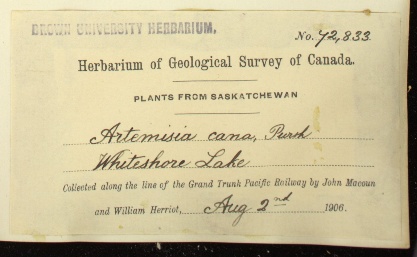 BROWN UNIVERSITY HERBARIUM.
No. 72,833
Herbarium of Geological Survey of Canada.
PLANTS FROM SASKATCHEWAN
Artemisia cana, Pursh
Whiteshore Lake
Collected along the line of the Grand Trunk Pacific Railway by John Macoun
and William Herriot, Aug 2nd 1906.